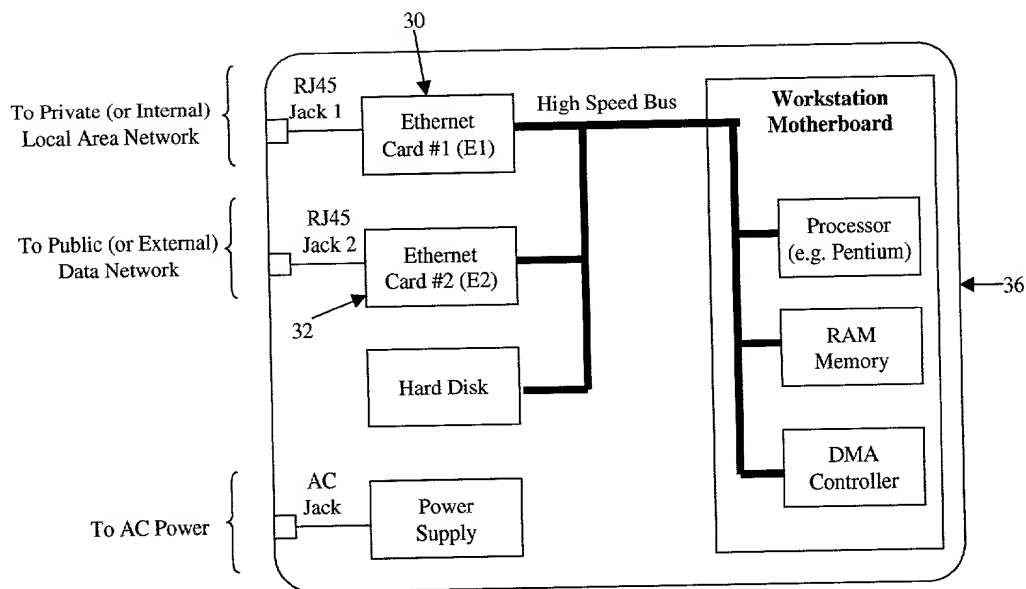 30
To Private (or Internal)
Local Area Network
RJ45
Jack 1
Ethernet
Card #1 (E1)
High Speed Bus
Workstation
Motherboard
To Public (or External)
Data Network
RJ45
Jack 2
Ethernet
Card #2 (E2)
32
Processor
(e.g. Pentium)
36
RAM
Memory
Hard Disk
DMA
Controller
To AC Power
AC
Jack
Power
Supply